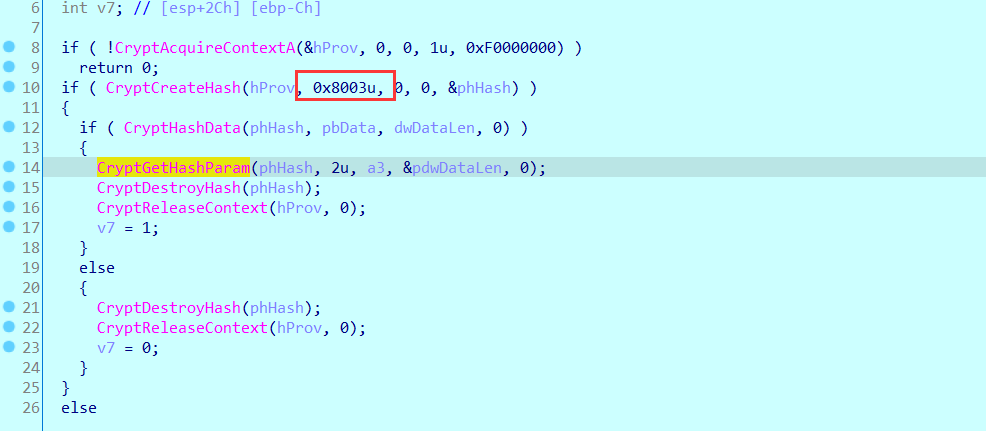 6 int v7; // [esp+2Ch] [ebp-Ch]
7
8 if ( !CryptAcquireContextA(&hProv, 0, 0, 1u, 0xF0000000) )
9 return 0;
10 if ( CryptCreateHash(hProv, 0x8003u, 0, 0, &phHash) )
11 {
12 if ( CryptHashData(phHash, pbData, dwDataLen, 0) )
13 {
14 CryptGetHashParam(phHash, 2u, a3, &pdwDataLen, 0);
15 CryptDestroyHash(phHash);
16 CryptReleaseContext(hProv, 0);
17 v7 = 1;
18 }
19 else
20 {
21 CryptDestroyHash(phHash);
22 CryptReleaseContext(hProv, 0);
23 v7 = 0;
24 }
25 }
26 else